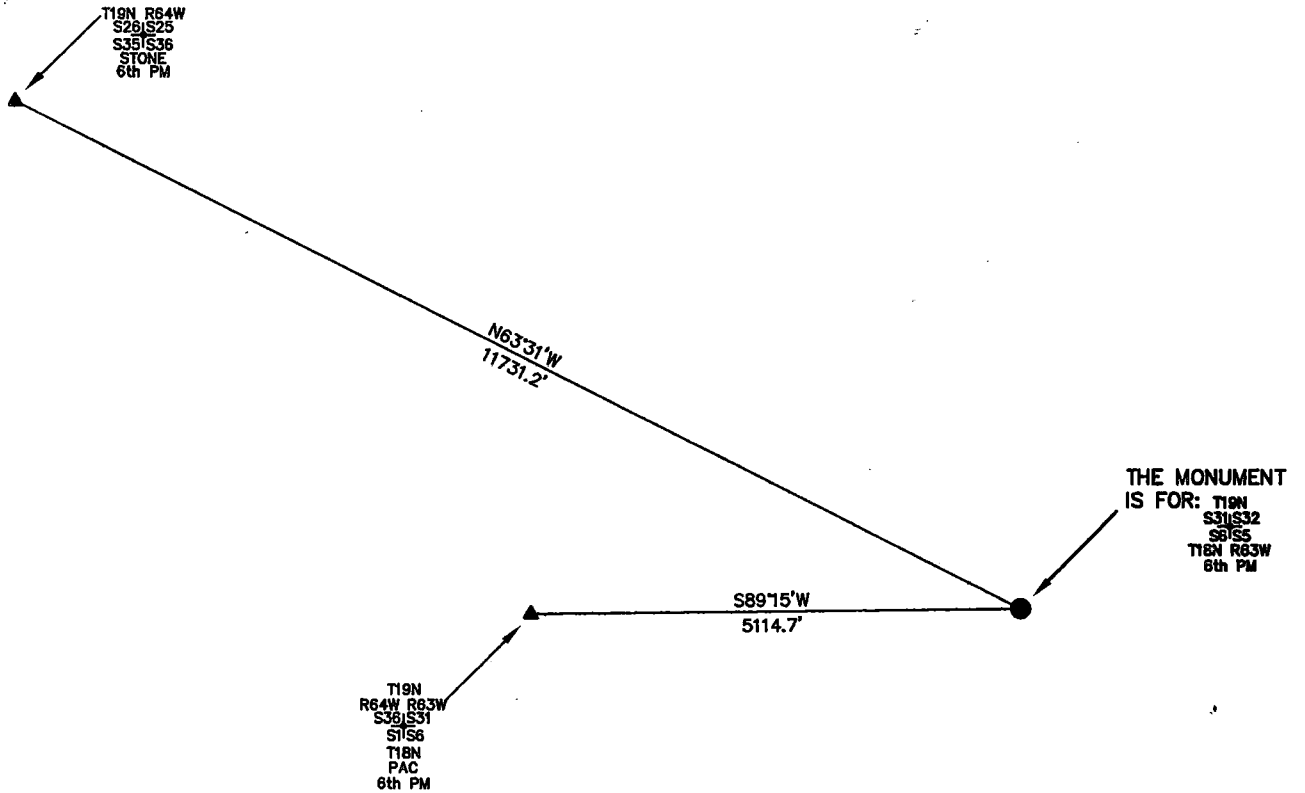 T19N R64W
S26 S25
S35 S36
STONE
6th PM
N63°31'W
11731.2'
THE MONUMENT
IS FOR: T19N
S31 S32
S6 S5
T18N R63W
6th PM
S89°15'W
5114.7'
T19N
R64W R63W
S36 S31
S1 S6
T18N
PAC
6th PM